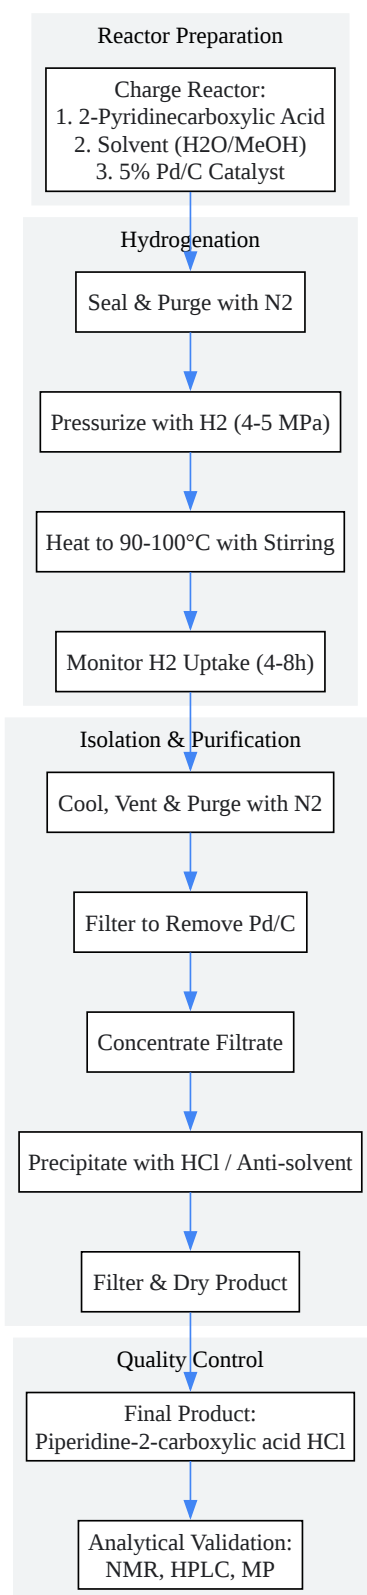 Reactor Preparation
Charge Reactor:
1. 2-Pyridinecarboxylic Acid
2. Solvent (H2O/MeOH)
3. 5% Pd/C Catalyst
Hydrogenation
Seal & Purge with N2
Pressurize with H2 (4-5 MPa)
Heat to 90-100°C with Stirring
Monitor H2 Uptake (4-8h)
Isolation & Purification
Cool, Vent & Purge with N2
Filter to Remove Pd/C
Concentrate Filtrate
Precipitate with HCl / Anti-solvent
Filter & Dry Product
Quality Control
Final Product:
Piperidine-2-carboxylic acid HCl
Analytical Validation:
NMR, HPLC, MP